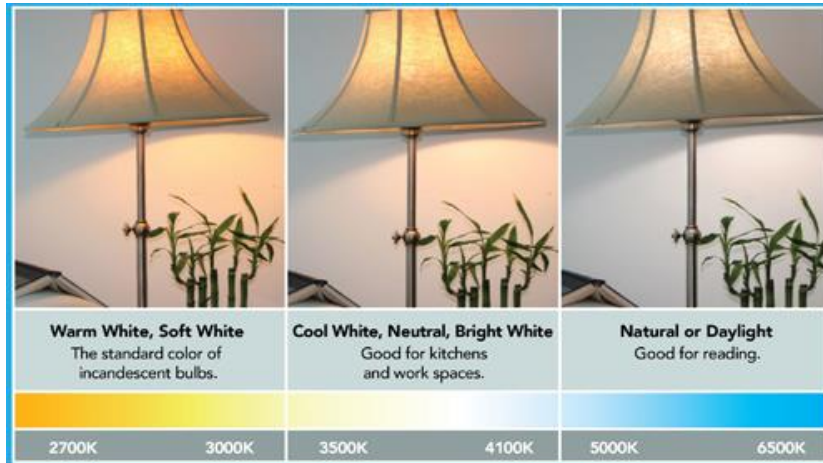 Warm White, Soft White
The standard color of
incandescent bulbs.
Cool White, Neutral, Bright White
Good for kitchens
and work spaces.
Natural or Daylight
Good for reading.
2700K 3000K 3500K 4100K 5000K 6500K